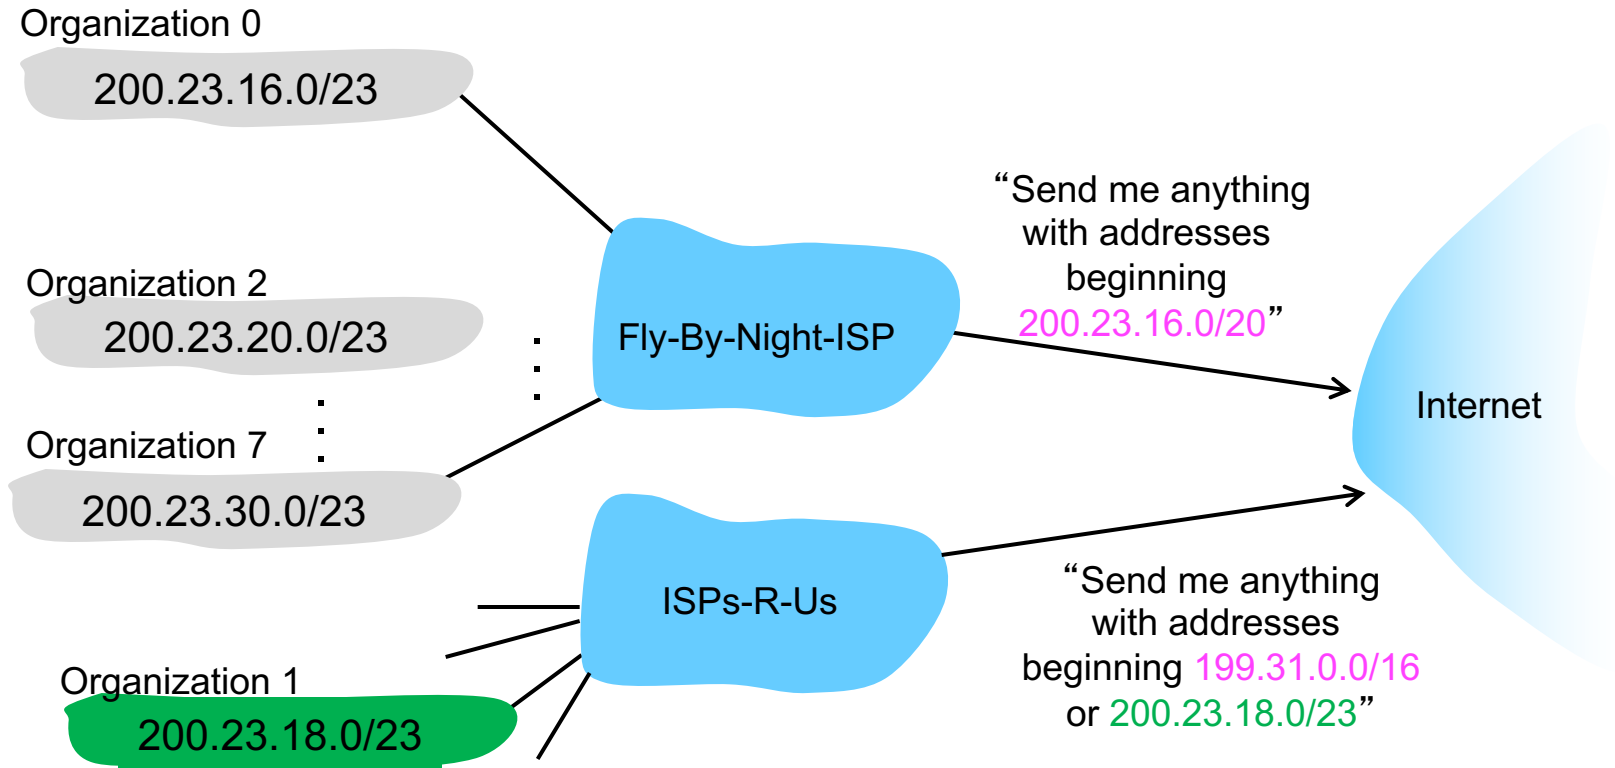 Organization 0
200.23.16.0/23
Organization 2
200.23.20.0/23
Organization 7
200.23.30.0/23
Organization 1
200.23.18.0/23
Fly-By-Night-ISP
ISPs-R-Us
“Send me anything
with addresses
beginning
200.23.16.0/20”
“Send me anything
with addresses
beginning 199.31.0.0/16
or 200.23.18.0/23”
Internet